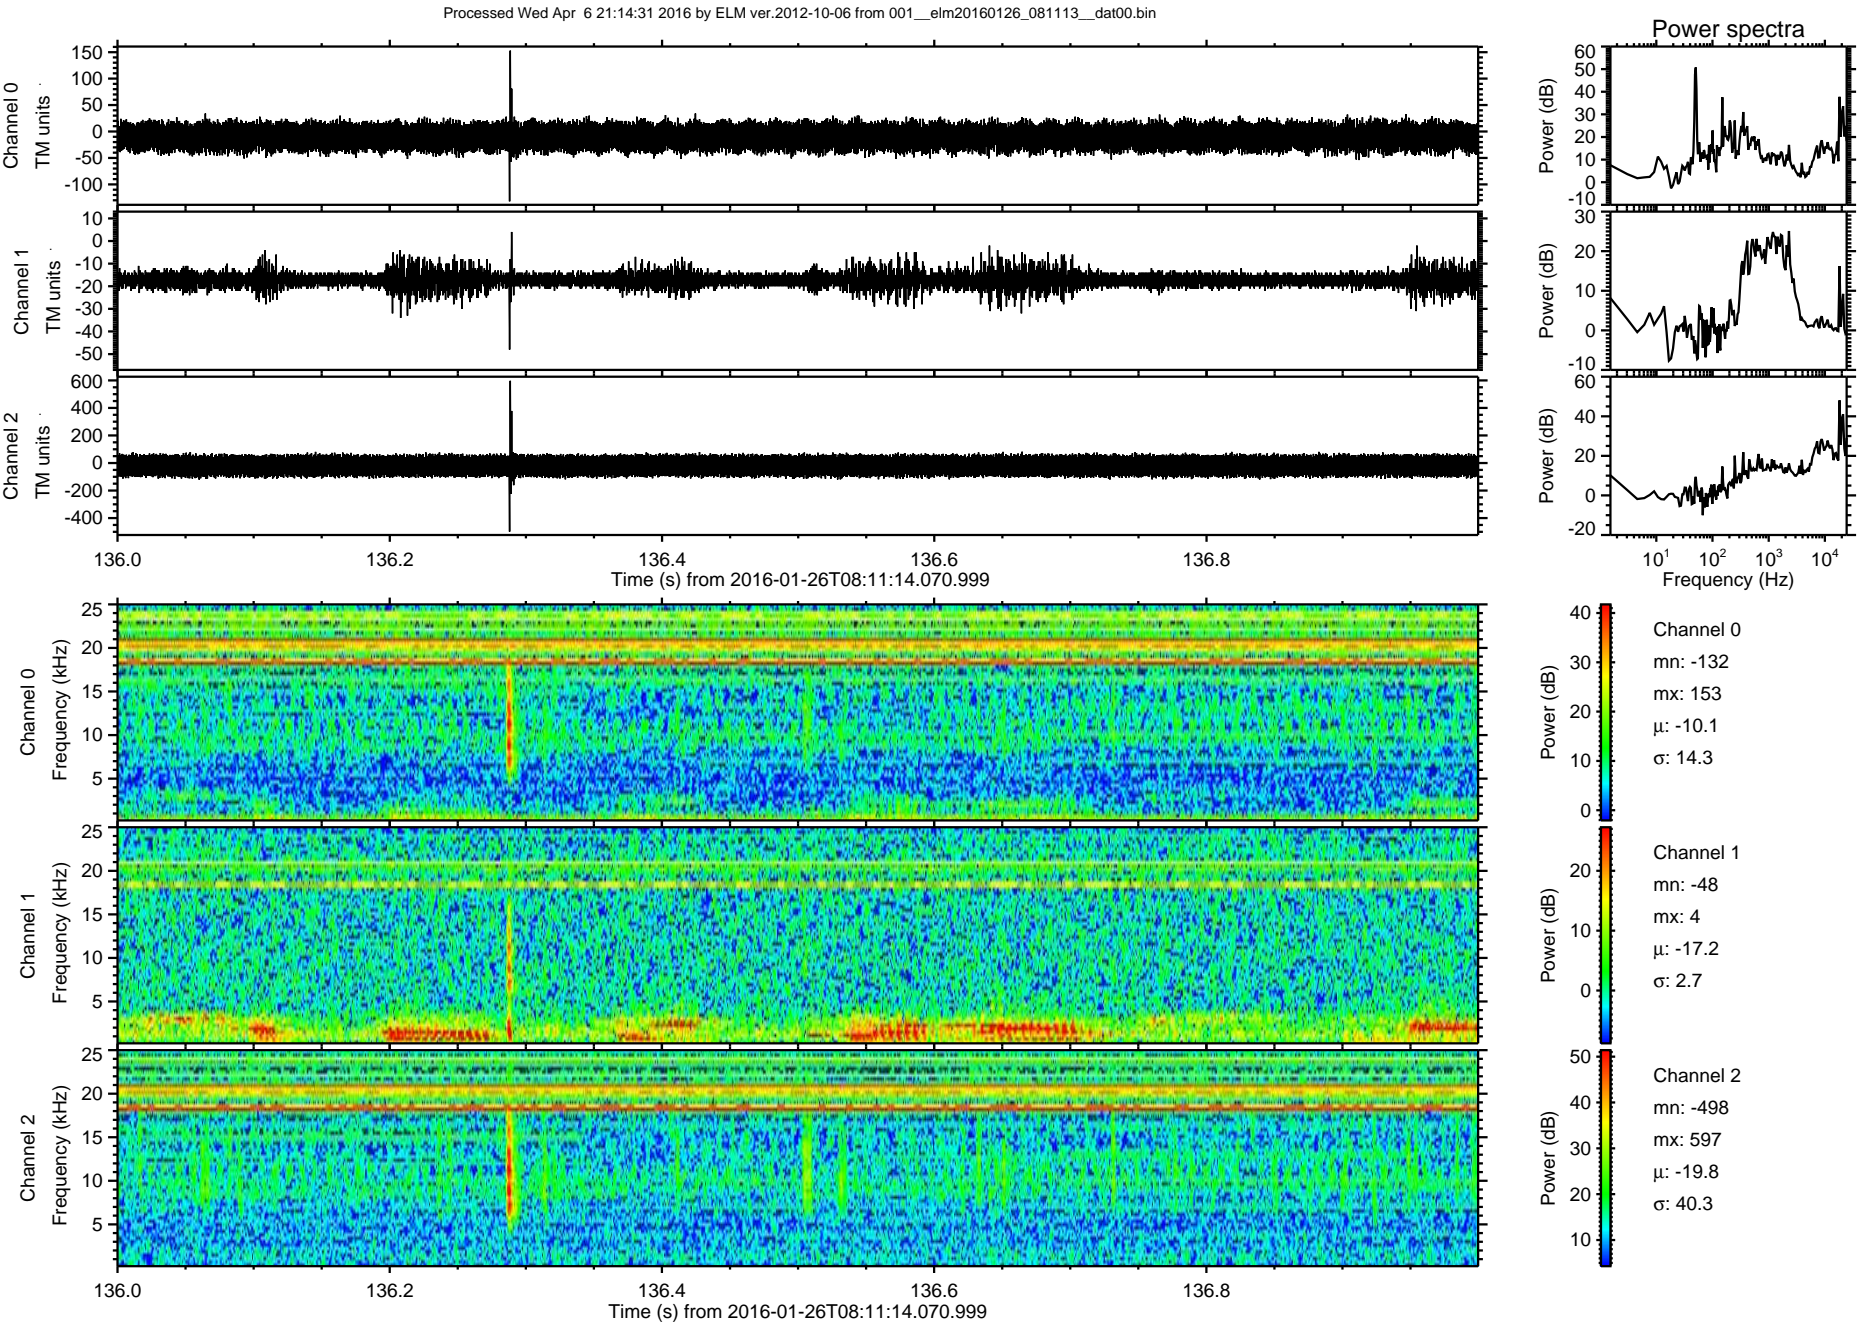 Processed Wed Apr  6 21:14:31 2016 by ELM ver.2012-10-06 from 001__elm20160126_081113__dat00.bin
Power spectra
Channel 0
TM units
150
100
50
0
-50
-100
Power (dB)
60
50
40
30
20
10
0
-10
Channel 1
TM units
10
0
-10
-20
-30
-40
-50
Power (dB)
30
20
10
0
-10
Channel 2
TM units
600
400
200
0
-200
-400
Power (dB)
60
40
20
0
-20
136.0 136.2 136.4 136.6 136.8
Time (s) from 2016-01-26T08:11:14.070.999
10^1 10^2 10^3 10^4
Frequency (Hz)
Channel 0
Frequency (kHz)
25
20
15
10
5
Power (dB)
40
30
20
10
0
Channel 0
mn: -132
mx: 153
μ: -10.1
σ: 14.3
Channel 1
Frequency (kHz)
25
20
15
10
5
Power (dB)
20
10
0
Channel 1
mn: -48
mx: 4
μ: -17.2
σ: 2.7
Channel 2
Frequency (kHz)
25
20
15
10
5
Power (dB)
50
40
30
20
10
Channel 2
mn: -498
mx: 597
μ: -19.8
σ: 40.3
136.0 136.2 136.4 136.6 136.8
Time (s) from 2016-01-26T08:11:14.070.999